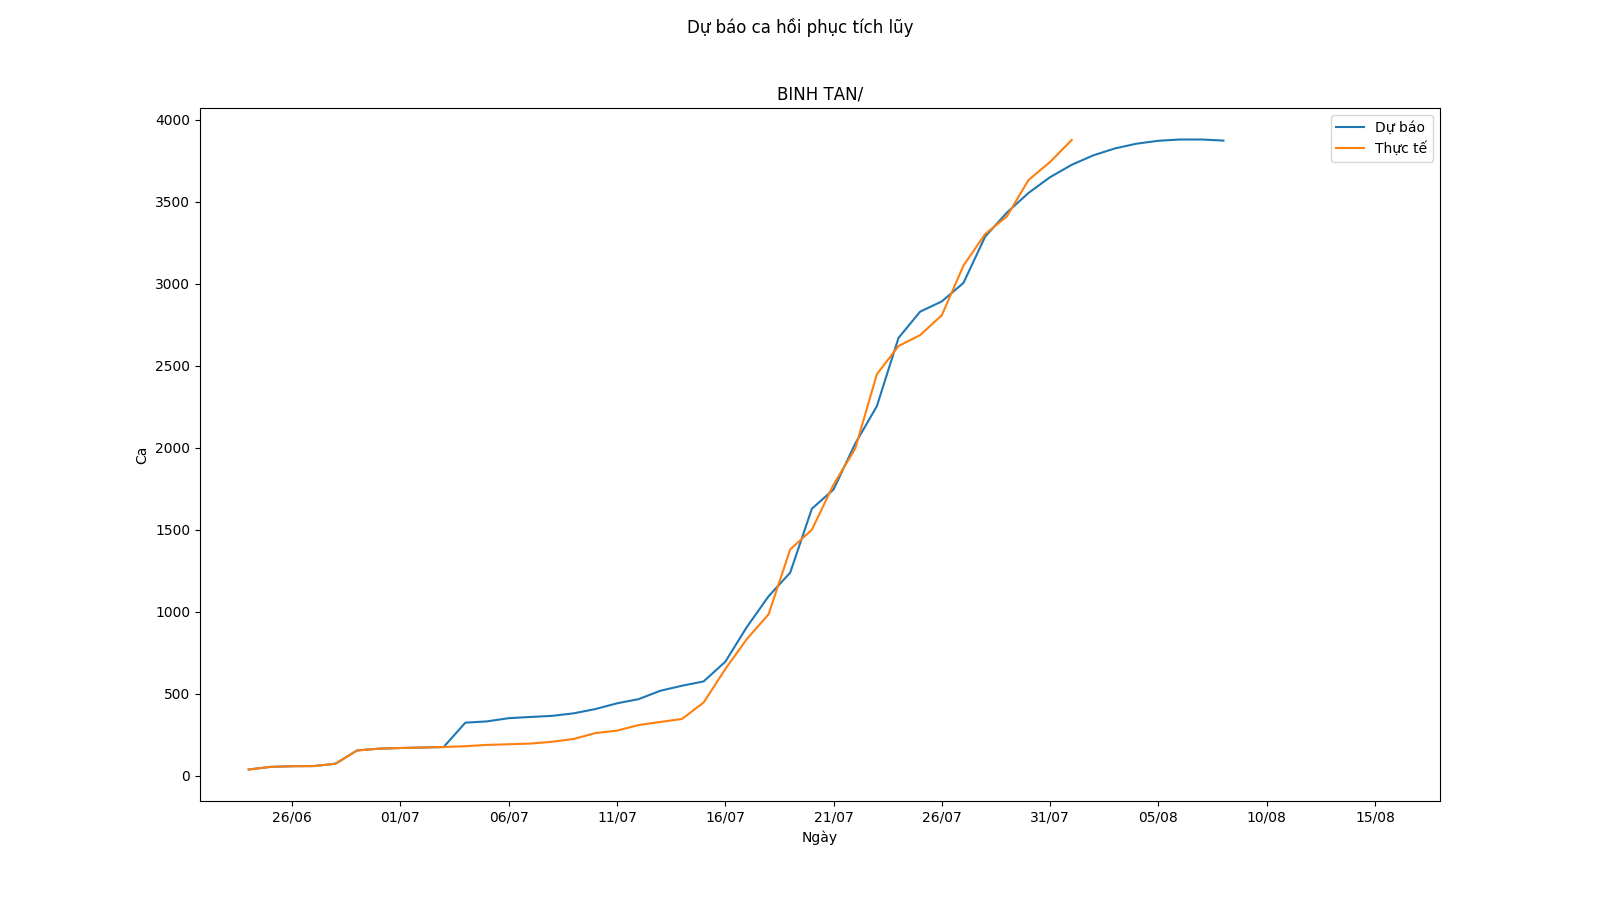 Dự báo ca hồi phục tích lũy
BINH TAN/
Dự báo
Thực tế
4000
3500
3000
2500
2000
1500
1000
500
0
Ca
26/06 01/07 06/07 11/07 16/07 21/07 26/07 31/07 05/08 10/08 15/08
Ngày